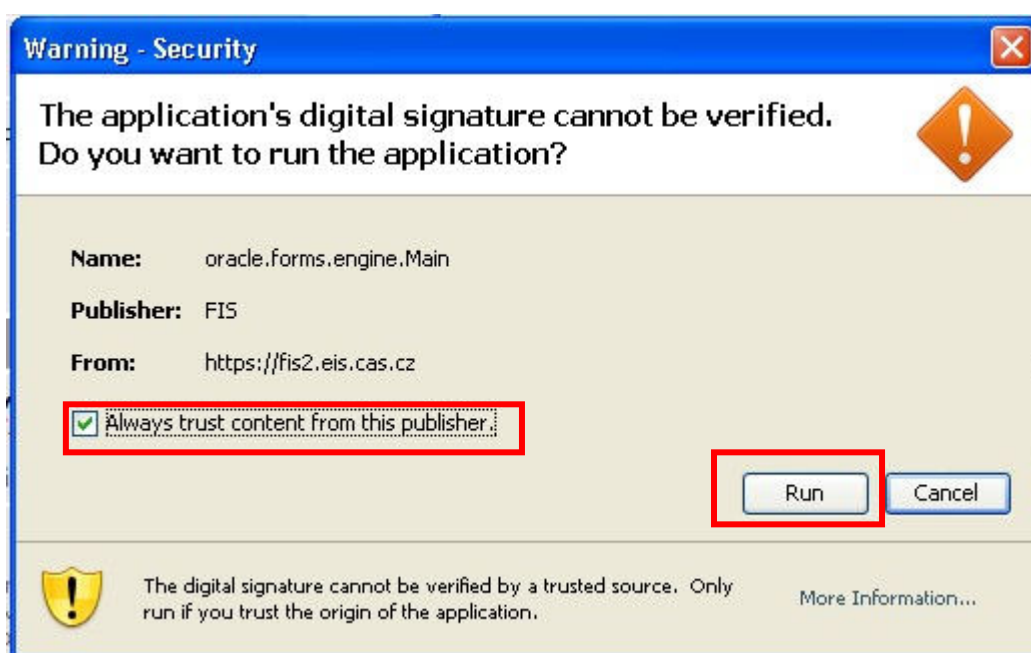 Warning - Security
The application's digital signature cannot be verified.
Do you want to run the application?
Name: oracle.forms.engine.Main
Publisher: FIS
From: https://fis2.eis.cas.cz
Always trust content from this publisher.
Run Cancel
The digital signature cannot be verified by a trusted source. Only
run if you trust the origin of the application.
More Information...